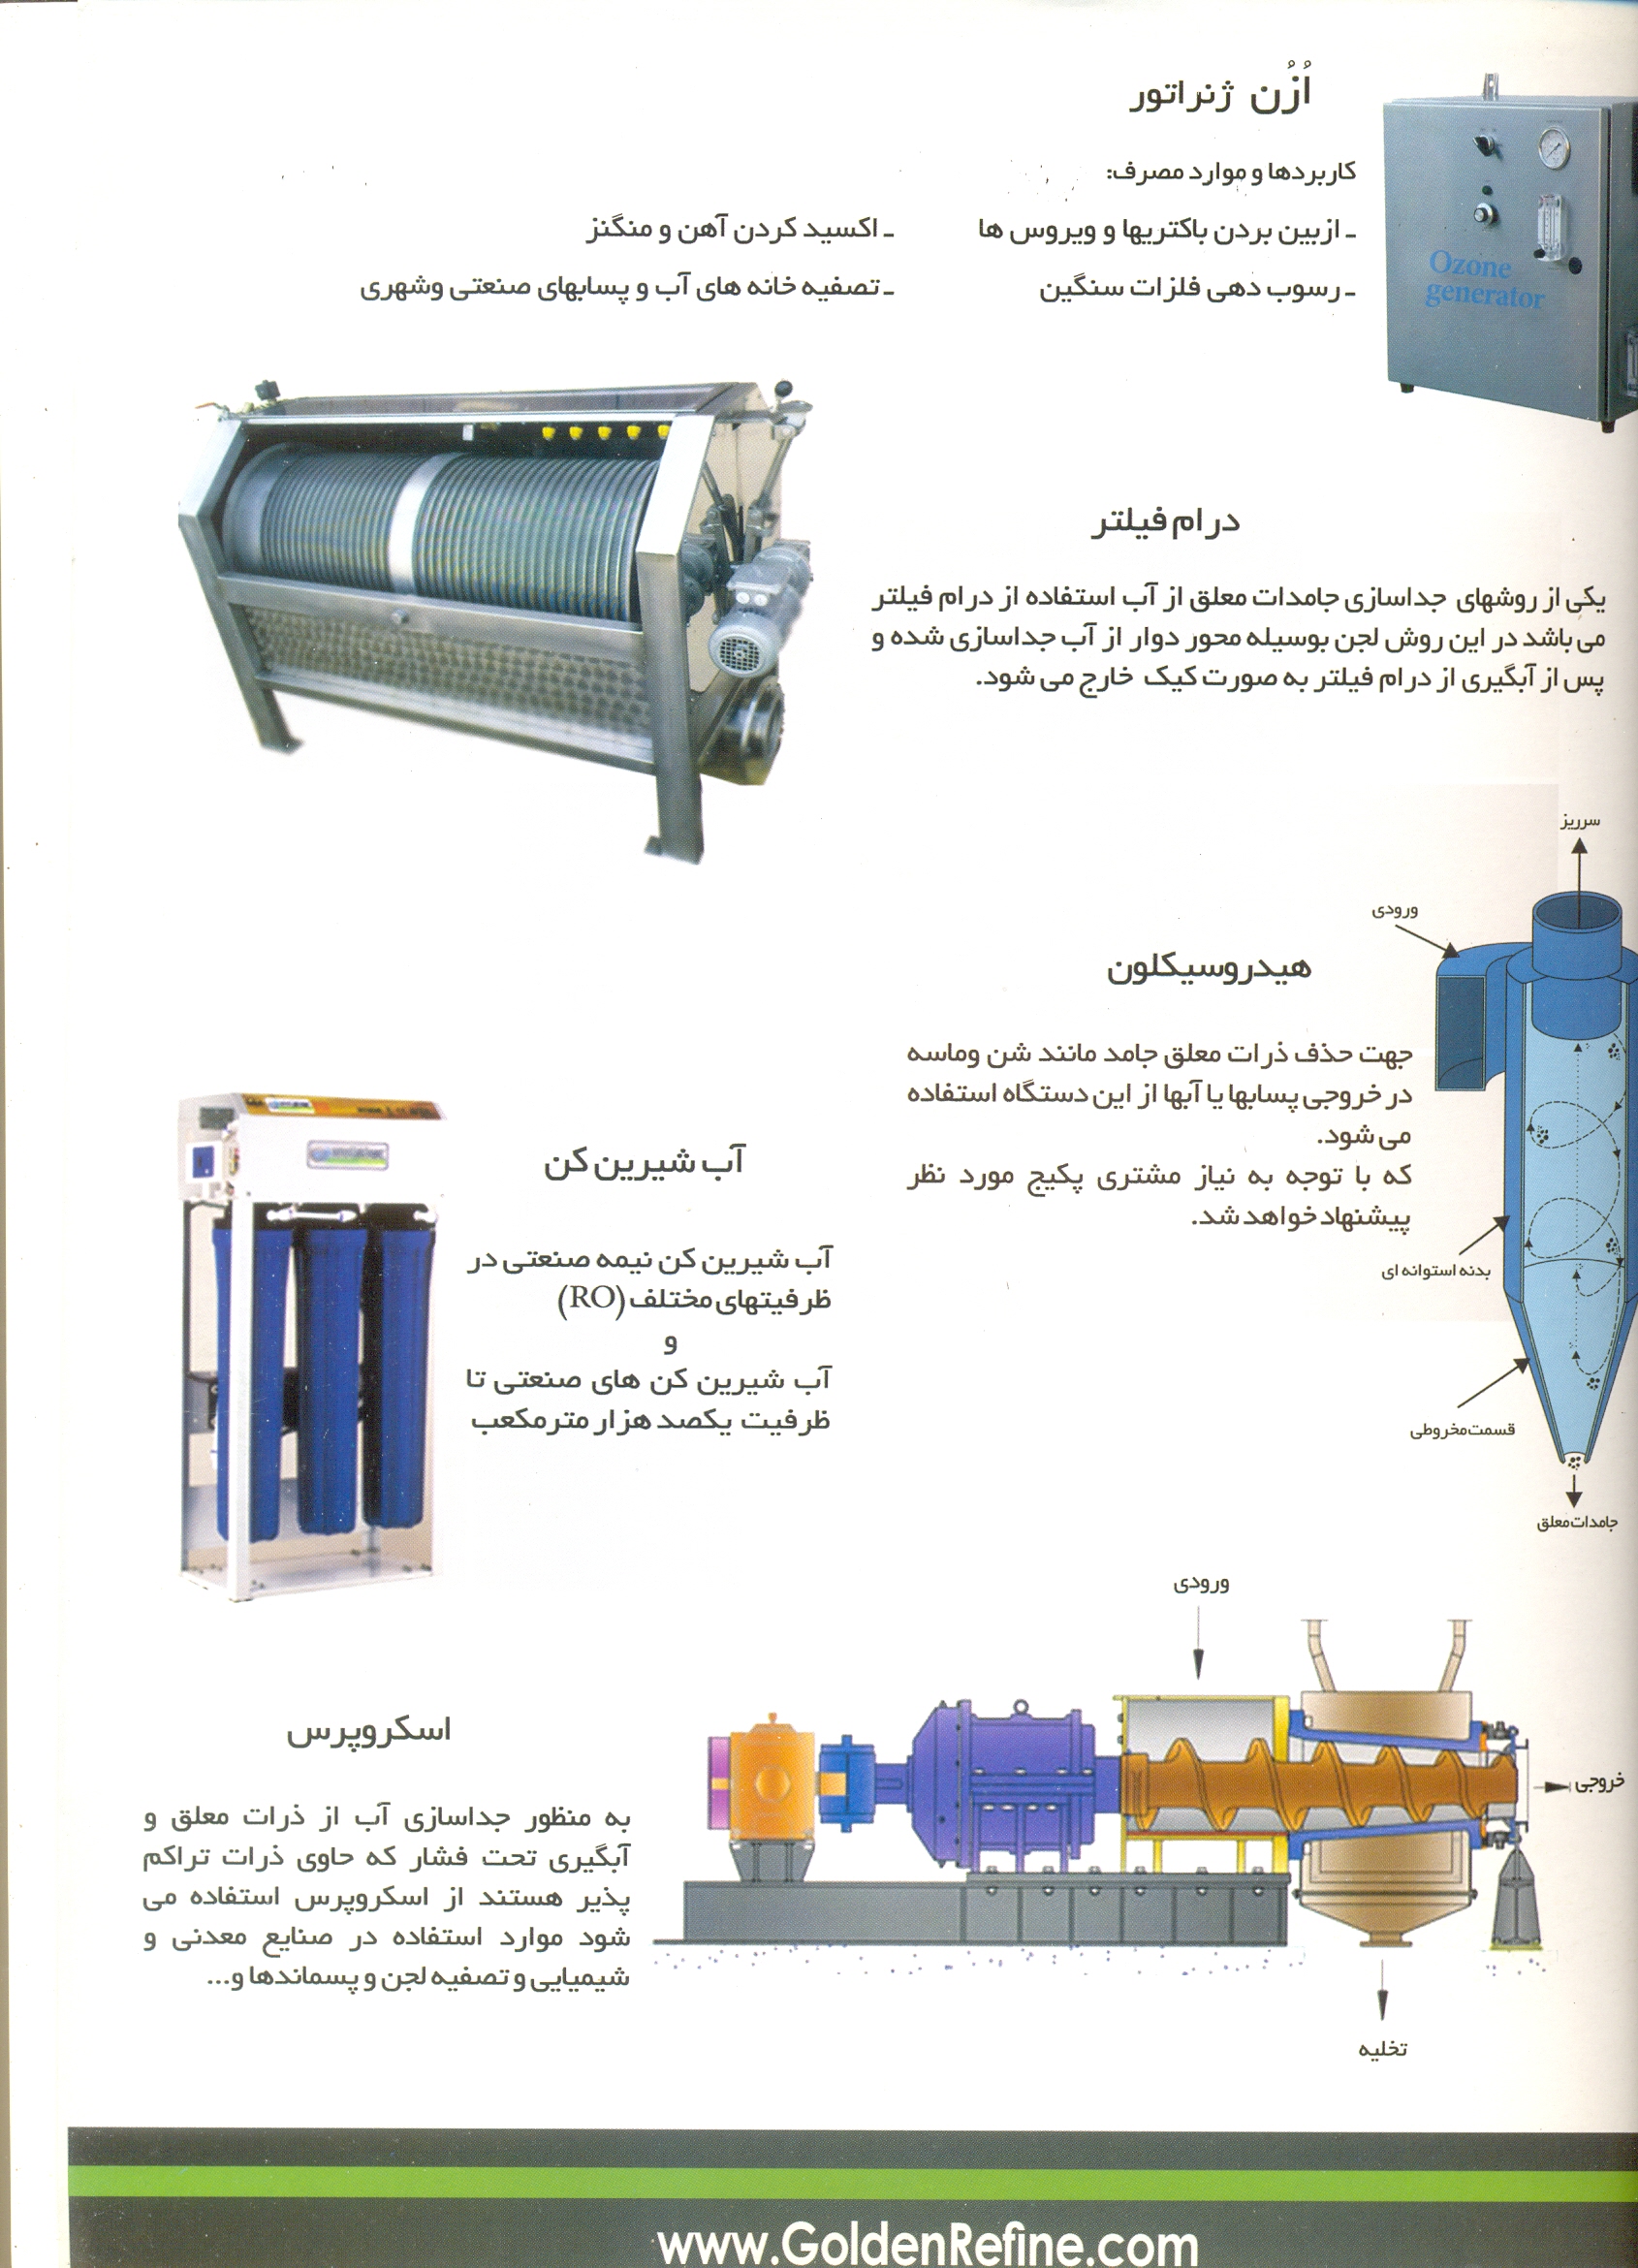 اُزُن ژنراتور
کاربردها و موارد مصرف:
ـ ازبین بردن باکتریها و ویروس ها
ـ اکسید کردن آهن و منگنز
ـ رسوب دهی فلزات سنگین
ـ تصفیه خانه های آب و پسابهای صنعتی وشهری
Ozone
generator
درام فیلتر
یکی از روشهای جداسازی جامدات معلق از آب استفاده از درام فیلتر
می باشد در این روش لجن بوسیله محور دوار از آب جداسازی شده و
پس از آبگیری از درام فیلتر به صورت کیک خارج می شود.
سرریز
ورودی
هیدروسیکلون
جهت حذف ذرات معلق جامد مانند شن وماسه
در خروجی پسابها یا آبها از این دستگاه استفاده
می شود.
که با توجه به نیاز مشتری پکیج مورد نظر
پیشنهاد خواهد شد.
بدنه استوانه ای
قسمت مخروطی
جامدات معلق
آب شیرین کن
آب شیرین کن نیمه صنعتی در
ظرفیتهای مختلف (RO)
و
آب شیرین کن های صنعتی تا
ظرفیت یکصد هزار مترمکعب
ورودی
خروجی
تخلیه
اسکروپرس
به منظور جداسازی آب از ذرات معلق و
آبگیری تحت فشار که حاوی ذرات تراکم
پذیر هستند از اسکروپرس استفاده می
شود موارد استفاده در صنایع معدنی و
شیمیایی و تصفیه لجن و پسماندها و...
www.GoldenRefine.com